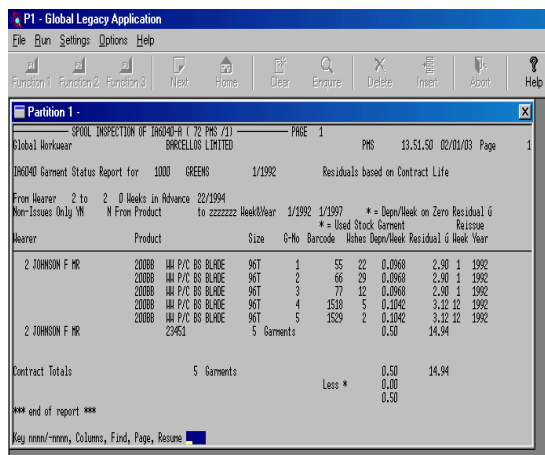 P1 - Global Legacy Application
File Run Settings Options Help
F1 F2 F3
Function 1 Function 2 Function 3 Next Home Clear Enquire Delete Insert Abort Help
Partition 1 -
SPOOL INSPECTION OF IA6040-A ( 72 PMS /1) PAGE 1
Global Workwear BARCELLOS LIMITED PMS 13.51.50 02/01/03 Page 1
IA6040 Garment Status Report for 1000 GREENS 1/1992 Residuals based on Contract Life
From Wearer 2 to 2 0 Weeks in Advance 22/1994
Non-Issues Only YN N From Product to zzzzzzz Week&Year 1/1992 1/1997 * = Depn/Week on Zero Residual ú
* = Used Stock Garment Reissue
Wearer Product Size G-No Barcode Wshes Depn/Week Residual ú Week Year
2 JOHNSON F MR 200BB WW P/C BS BLADE 96T 1 55 22 0.0968 2.90 1 1992
200BB WW P/C BS BLADE 96T 2 66 29 0.0968 2.90 1 1992
200BB WW P/C BS BLADE 96T 3 77 12 0.0968 2.90 1 1992
200BB WW P/C BS BLADE 96T 4 1518 5 0.1042 3.12 12 1992
200BB WW P/C BS BLADE 96T 5 1529 2 0.1042 3.12 12 1992
2 JOHNSON F MR 23451 5 Garments 0.50 14.94
Contract Totals 5 Garments 0.50 14.94
Less * 0.00
0.50
*** end of report ***
Key nnnn/-nnnn, Columns, Find, Page, Resume